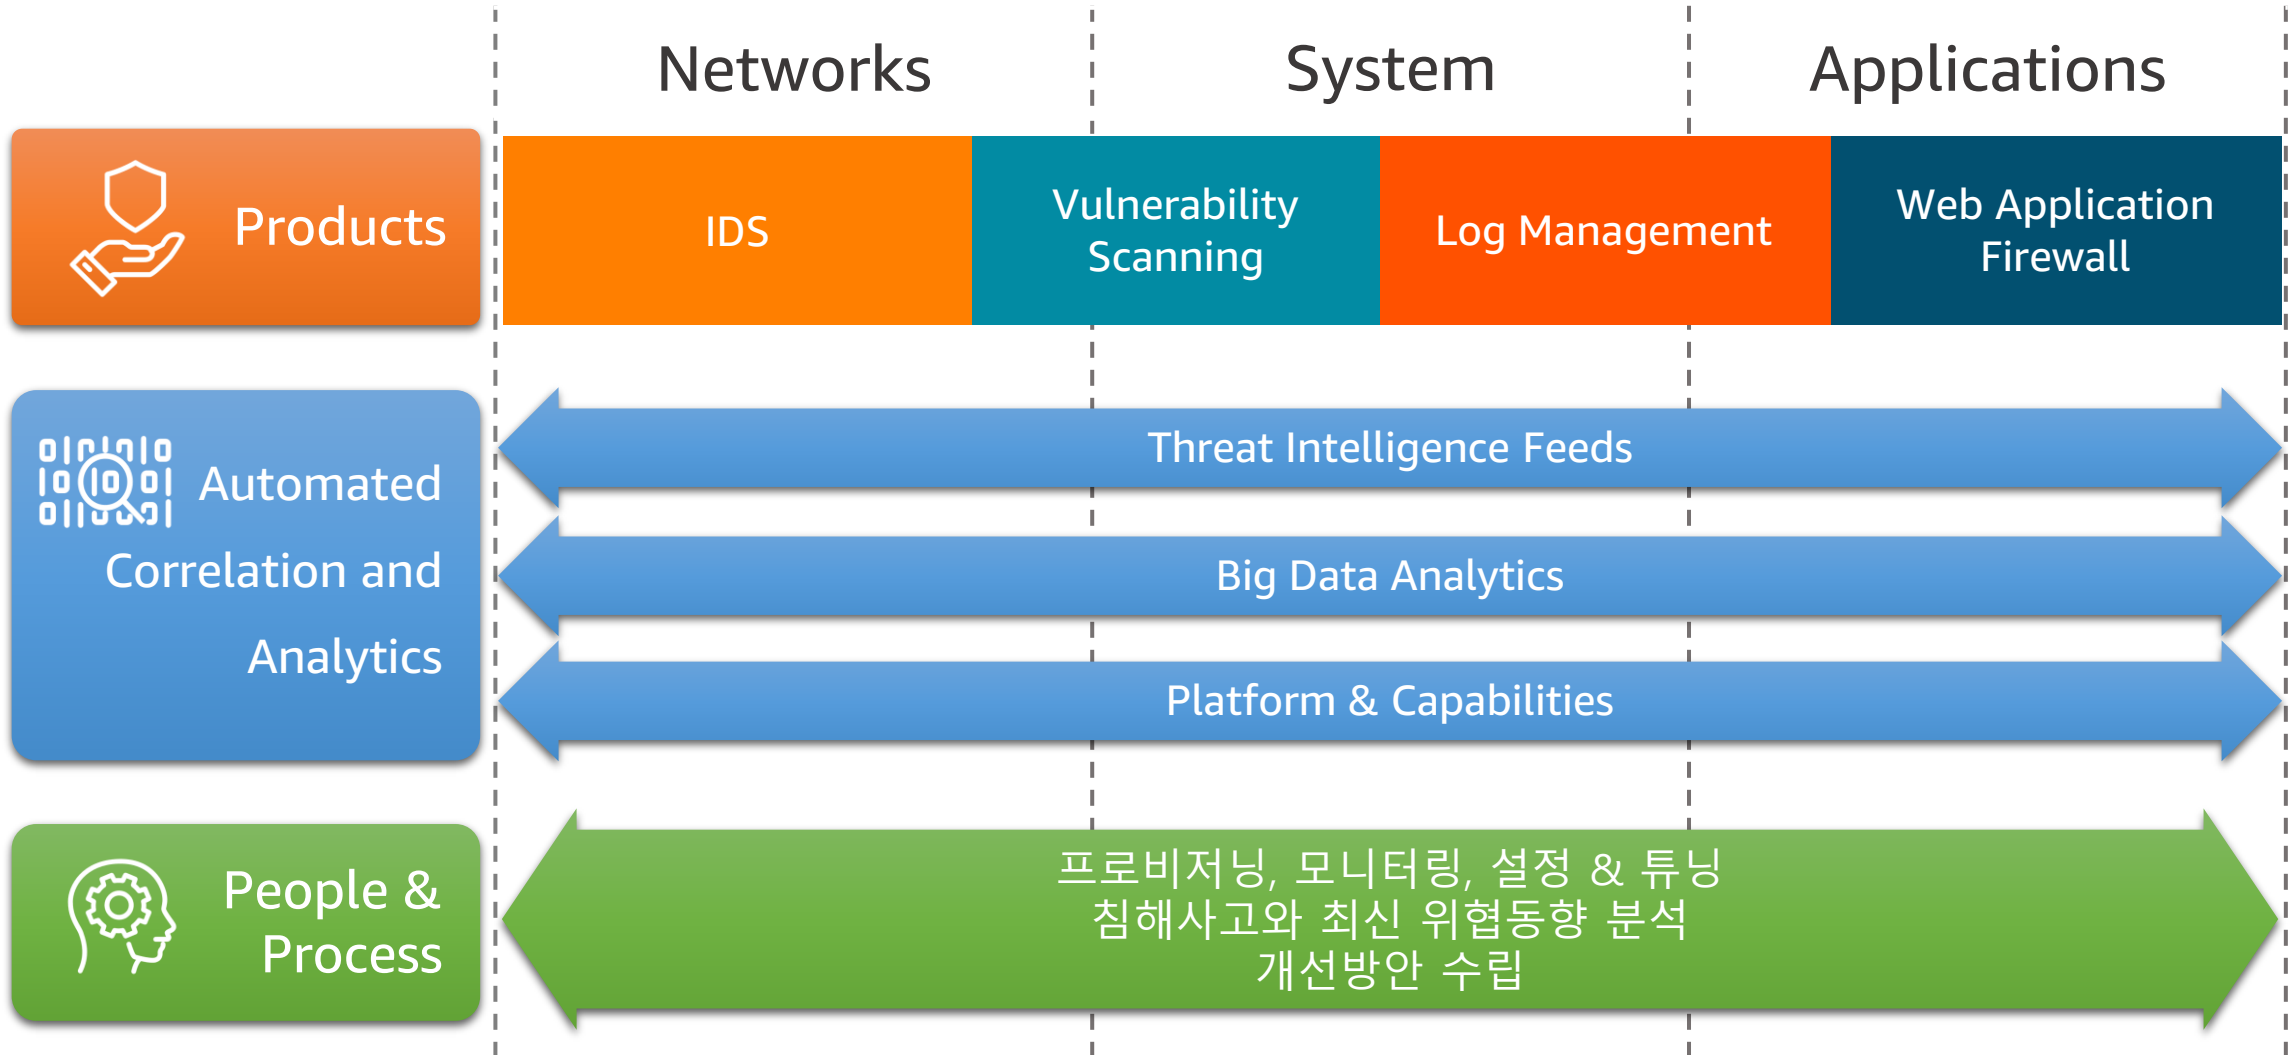 Networks
System
Applications
Products
IDS
Vulnerability
Scanning
Log Management
Web Application
Firewall
Automated
Correlation and
Analytics
Threat Intelligence Feeds
Big Data Analytics
Platform & Capabilities
People &
Process
프로비저닝, 모니터링, 설정 & 튜닝
침해사고와 최신 위협동향 분석
개선방안 수립